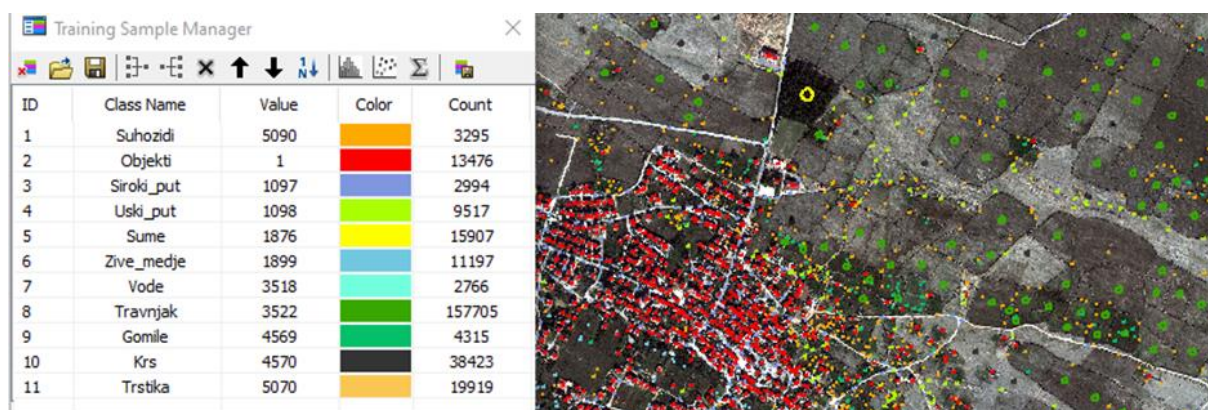 Training Sample Manager
ID Class Name Value Color Count
1 Suhozidi 5090 3295
2 Objekti 1 13476
3 Siroki_put 1097 2994
4 Uski_put 1098 9517
5 Sume 1876 15907
6 Zive_medje 1899 11197
7 Vode 3518 2766
8 Travnjak 3522 157705
9 Gomile 4569 4315
10 Krs 4570 38423
11 Trstika 5070 19919